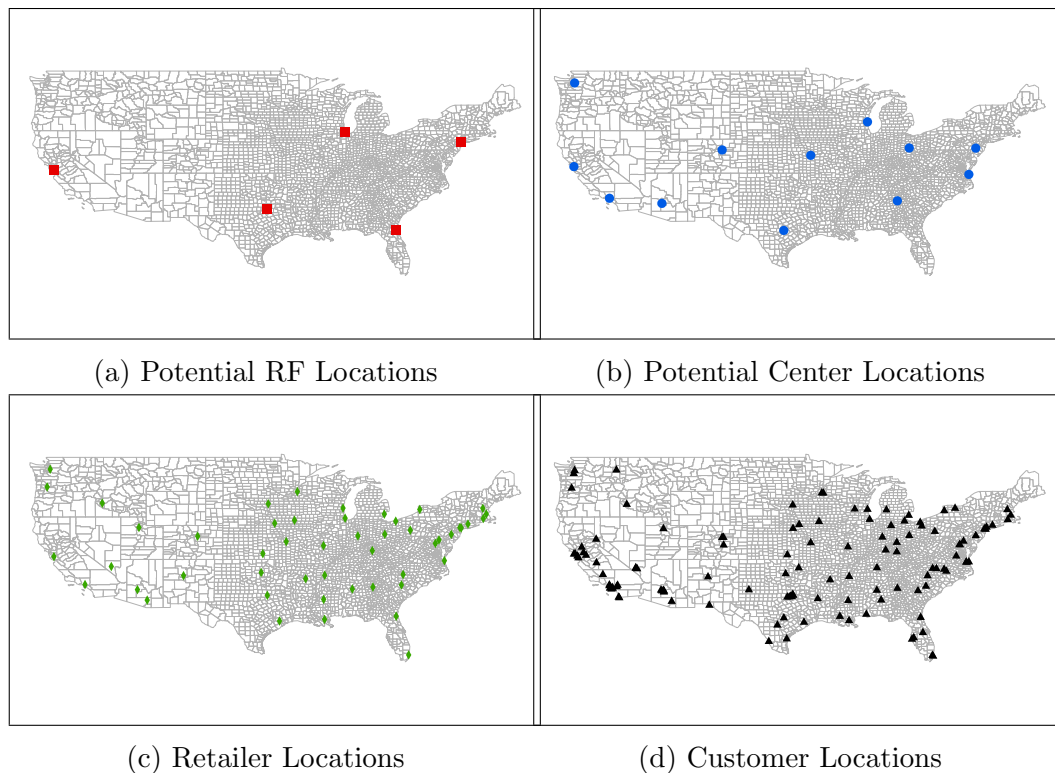 (a) Potential RF Locations
(b) Potential Center Locations
(c) Retailer Locations
(d) Customer Locations